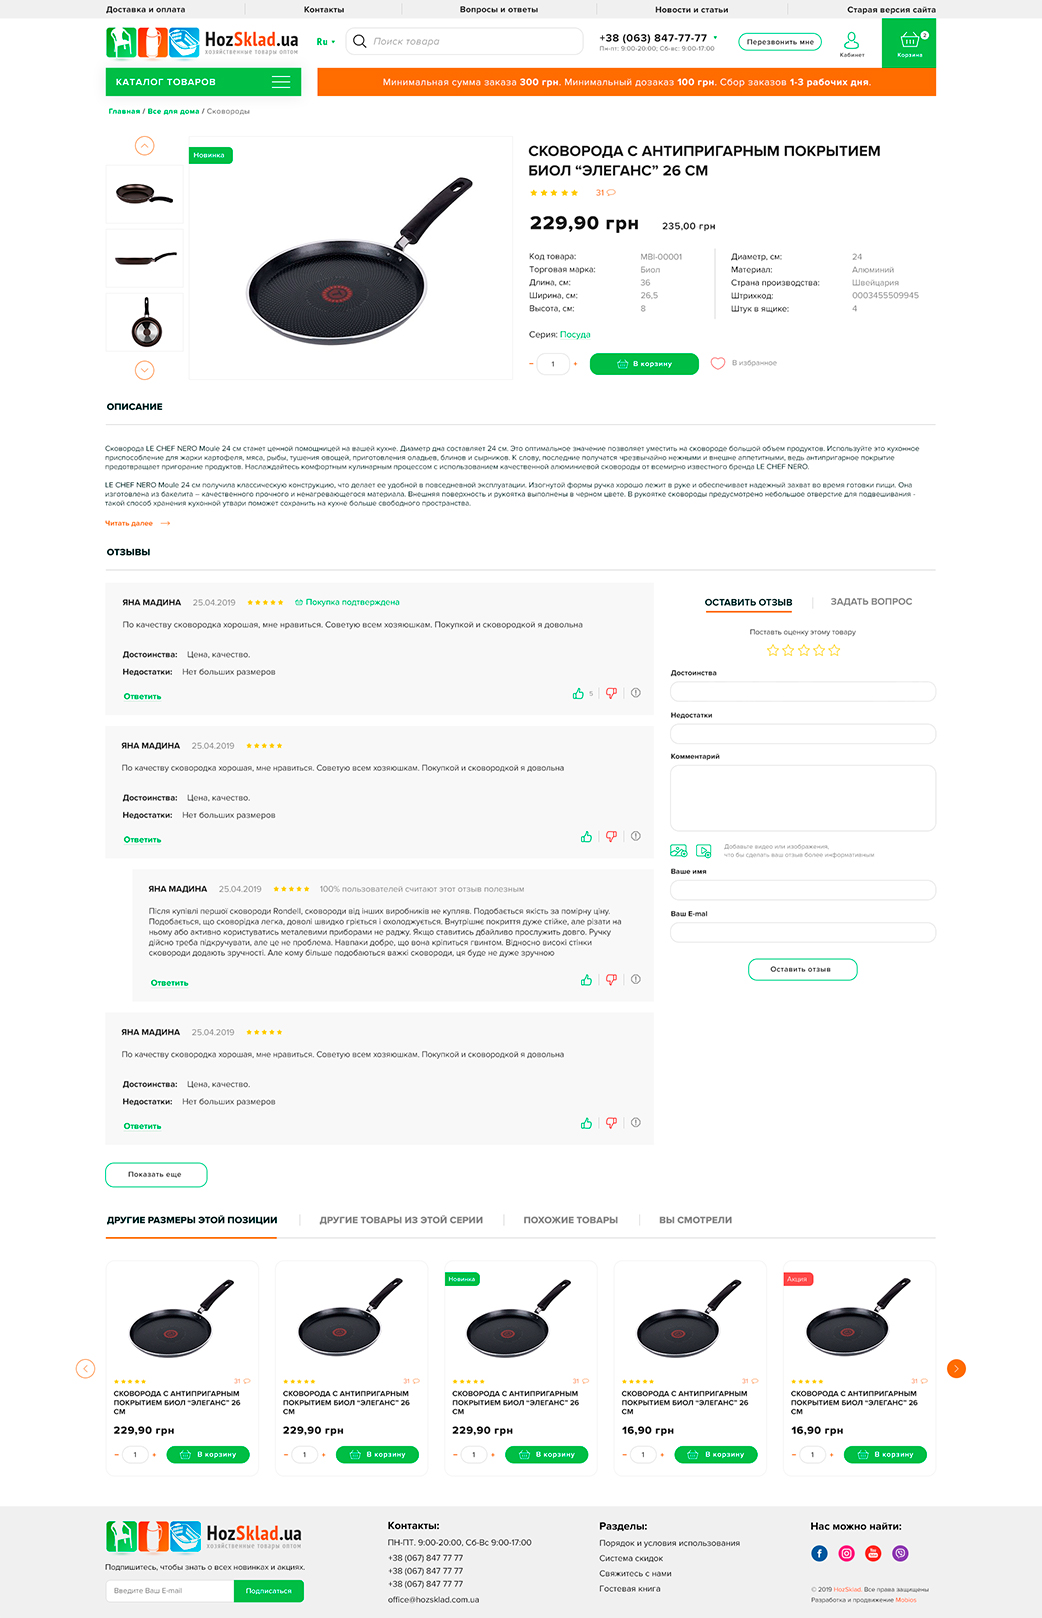 Доставка и оплата
Контакты
Вопросы и ответы
Новости и статьи
Старая версия сайта
HozSklad.ua
хозяйственные товары оптом
Ru
Поиск товара
+38 (063) 847-77-77
Пн-пт: 9:00-20:00; Сб-вс: 9:00-17:00
Перезвонить мне
Кабинет
2
Корзина
КАТАЛОГ ТОВАРОВ
Минимальная сумма заказа 300 грн. Минимальный дозаказ 100 грн. Сбор заказов 1-3 рабочих дня.
Главная / Все для дома / Сковороды
Новинка
СКОВОРОДА С АНТИПРИГАРНЫМ ПОКРЫТИЕМ
БИОЛ “ЭЛЕГАНС” 26 СМ
31
229,90 грн
235,00 грн
Код товара: MBI-00001
Торговая марка: Биол
Длина, см: 36
Ширина, см: 26,5
Высота, см: 8
Диаметр, см: 24
Материал: Алюминий
Страна производства: Швейцария
Штрихкод: 0003455509945
Штук в ящике: 4
Серия: Посуда
– 1 +
В корзину
В избранное
ОПИСАНИЕ
Сковорода LE CHEF NERO Moule 24 см станет ценной помощницей на вашей кухне. Диаметр дна составляет 24 см. Это оптимальное значение позволяет уместить на сковороде большой объем продуктов. Используйте это кухонное
приспособление для жарки картофеля, мяса, рыбы, тушения овощей, приготовления оладьев, блинов и сырников. К слову, последние получатся чрезвычайно нежными и внешне аппетитными, ведь антипригарное покрытие
предотвращает пригорание продуктов. Наслаждайтесь комфортным кулинарным процессом с использованием качественной алюминиевой сковороды от всемирно известного бренда LE CHEF NERO.
LE CHEF NERO Moule 24 см получила классическую конструкцию, что делает ее удобной в повседневной эксплуатации. Изогнутой формы ручка хорошо лежит в руке и обеспечивает надежный захват во время готовки пищи. Она
изготовлена из бакелита – качественного прочного и ненагревающегося материала. Внешняя поверхность и рукоятка выполнены в черном цвете. В рукоятке сковороды предусмотрено небольшое отверстие для подвешивания -
такой способ хранения кухонной утвари поможет сохранить на кухне больше свободного пространства.
Читать далее
ОТЗЫВЫ
ЯНА МАДИНА 25.04.2019 Покупка подтверждена
По качеству сковородка хорошая, мне нравиться. Советую всем хозяюшкам. Покупкой и сковородкой я довольна
Достоинства: Цена, качество.
Недостатки: Нет больших размеров
Ответить
5
ЯНА МАДИНА 25.04.2019
По качеству сковородка хорошая, мне нравиться. Советую всем хозяюшкам. Покупкой и сковородкой я довольна
Достоинства: Цена, качество.
Недостатки: Нет больших размеров
Ответить
ЯНА МАДИНА 25.04.2019 100% пользователей считают этот отзыв полезным
Після купівлі першої сковороди Rondell, сковороди від інших виробників не купляв. Подобається якість за помірну ціну.
Подобається, що сковорідка легка, доволі швидко гріється і охолоджується. Внутрішнє покриття дуже стійке, але різати на
ньому або активно користуватись металевими приборами не раджу. Якщо ставитись дбайливо прослужить довго. Ручку
дійсно треба підкручувати, але це не проблема. Навпаки добре, що вона кріпиться гвинтом. Відносно високі стінки
сковороди додають зручності. Але кому більше подобаються важкі сковороди, ця буде не дуже зручною
Ответить
ЯНА МАДИНА 25.04.2019
По качеству сковородка хорошая, мне нравиться. Советую всем хозяюшкам. Покупкой и сковородкой я довольна
Достоинства: Цена, качество.
Недостатки: Нет больших размеров
Ответить
Показать еще
ОСТАВИТЬ ОТЗЫВ
ЗАДАТЬ ВОПРОС
Поставть оценку этому товару
Достоинства
Недостатки
Комментарий
Добавьте видео или изображения,
что бы сделать ваш отзыв более информативным
Ваше имя
Ваш E-mal
Оставить отзыв
ДРУГИЕ РАЗМЕРЫ ЭТОЙ ПОЗИЦИИ
ДРУГИЕ ТОВАРЫ ИЗ ЭТОЙ СЕРИИ
ПОХОЖИЕ ТОВАРЫ
ВЫ СМОТРЕЛИ
31
СКОВОРОДА С АНТИПРИГАРНЫМ
ПОКРЫТИЕМ БИОЛ “ЭЛЕГАНС” 26
СМ
229,90 грн
– 1 +
В корзину
31
СКОВОРОДА С АНТИПРИГАРНЫМ
ПОКРЫТИЕМ БИОЛ “ЭЛЕГАНС” 26
СМ
229,90 грн
– 1 +
В корзину
Новинка
31
СКОВОРОДА С АНТИПРИГАРНЫМ
ПОКРЫТИЕМ БИОЛ “ЭЛЕГАНС” 26
СМ
229,90 грн
– 1 +
В корзину
31
СКОВОРОДА С АНТИПРИГАРНЫМ
ПОКРЫТИЕМ БИОЛ “ЭЛЕГАНС” 26
СМ
16,90 грн
– 1 +
В корзину
Акция
31
СКОВОРОДА С АНТИПРИГАРНЫМ
ПОКРЫТИЕМ БИОЛ “ЭЛЕГАНС” 26
СМ
16,90 грн
– 1 +
В корзину
HozSklad.ua
хозяйственные товары оптом
Подпишитесь, чтобы знать о всех новинках и акциях.
Введите Ваш E-mail
Подписаться
Контакты:
ПН-ПТ. 9:00-20:00, Сб-Вс 9:00-17:00
+38 (067) 847 77 77
+38 (067) 847 77 77
+38 (067) 847 77 77
office@hozsklad.com.ua
Разделы:
Порядок и условия использования
Система скидок
Свяжитесь с нами
Гостевая книга
Нас можно найти:
© 2019 HozSklad. Все права защищены
Разработка и продвижение Mobios